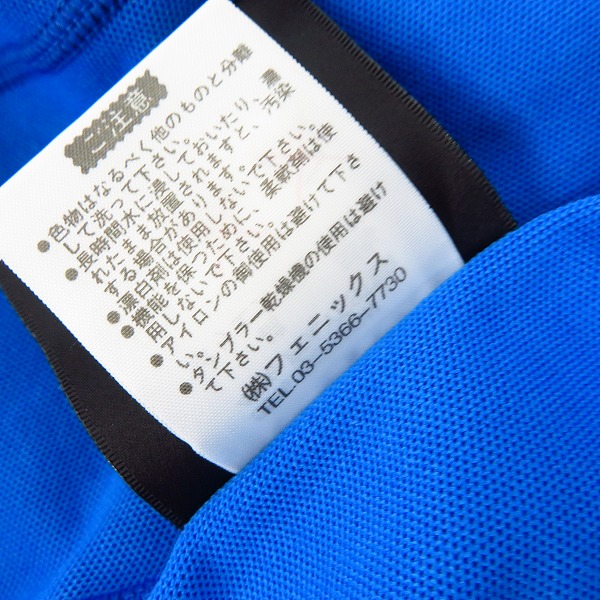 ご注意
●色物はなるべく他のものと分離
して洗って下さい。
●長時間水に浸しておいたり、濡
れたまま放置されますと、汚染
する場合があります。
●漂白剤は使用しないで下さい。
●機能を保つために、柔軟剤は使
用しないで下さい。
●アイロンの御使用は避けて下さ
い。
●タンブラー乾燥機の使用は避け
て下さい。
(株)フェニックス
TEL.03-5366-7730